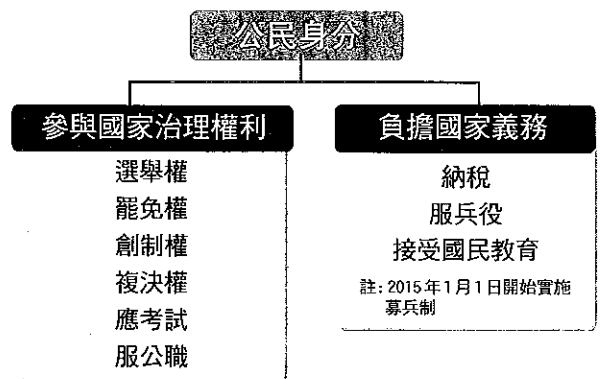 公民身分
參與國家治理權利
選舉權
罷免權
創制權
複決權
應考試
服公職
負擔國家義務
納稅
服兵役
接受國民教育
註：2015年1月1日開始實施
募兵制